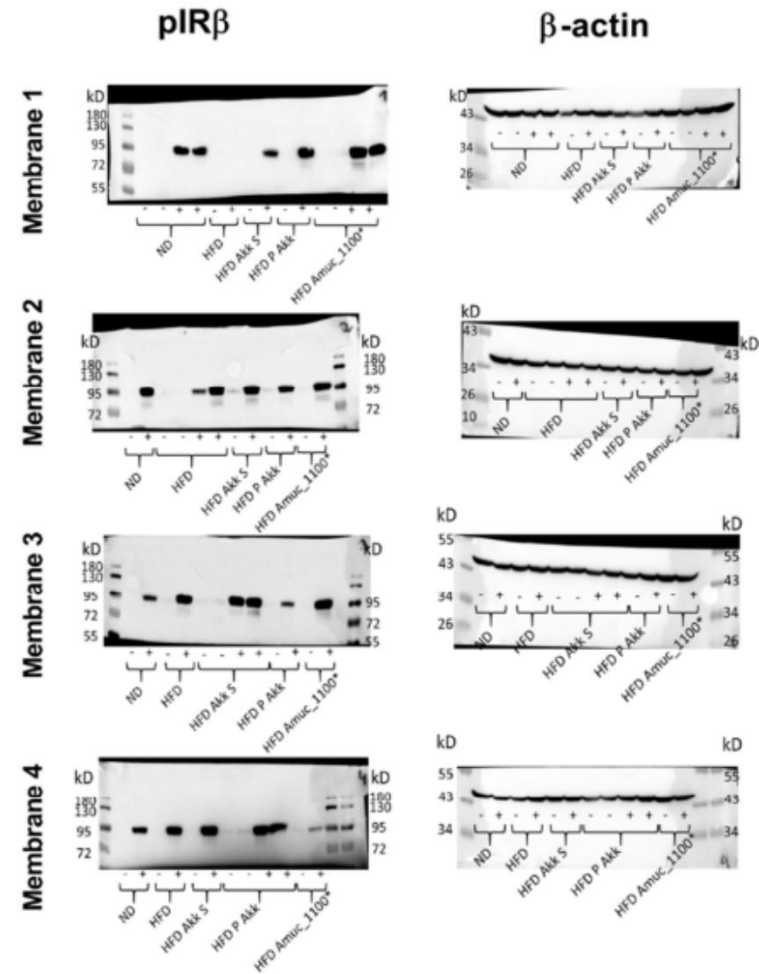 pIRβ β-actin
Membrane 1
kD kD
180
130
95
72
55
43
34
26
- - + + - + - + - + - - + +
ND HFD HFD Akk S HFD P Akk HFD Amuc_1100*
- - + + - + - + - + - - + +
ND HFD HFD Akk S HFD P Akk HFD Amuc_1100*
Membrane 2
kD kD kD kD
180
130
95
72
180
130
95
72
43
34
26
10
43
34
26
- + - - + + - + - + - +
ND HFD HFD Akk S HFD P Akk HFD Amuc_1100*
- + - - + + - + - + - +
ND HFD HFD Akk S HFD P Akk HFD Amuc_1100*
Membrane 3
kD kD kD kD
180
130
95
72
55
95
72
55
55
43
34
26
55
43
34
26
- + - + - - + + - + - +
ND HFD HFD Akk S HFD P Akk HFD Amuc_1100*
- + - + - - + + - + - +
ND HFD HFD Akk S HFD P Akk HFD Amuc_1100*
Membrane 4
kD kD kD kD
180
130
95
72
180
130
95
72
55
43
34
55
43
34
- + - + - + - - + + - +
ND HFD HFD Akk S HFD P Akk HFD Amuc_1100*
- + - + - + - - + + - +
ND HFD HFD Akk S HFD P Akk HFD Amuc_1100*